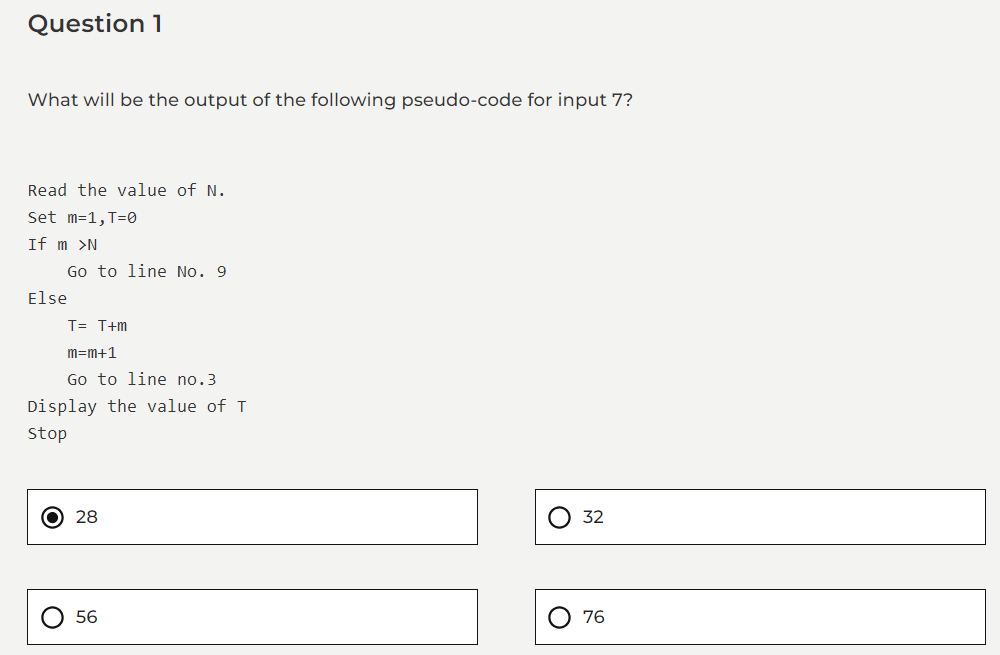 Question 1
What will be the output of the following pseudo-code for input 7?
Read the value of N.
Set m=1,T=0
If m >N
Go to line No. 9
Else
T= T+m
m=m+1
Go to line no.3
Display the value of T
Stop
28
32
56
76